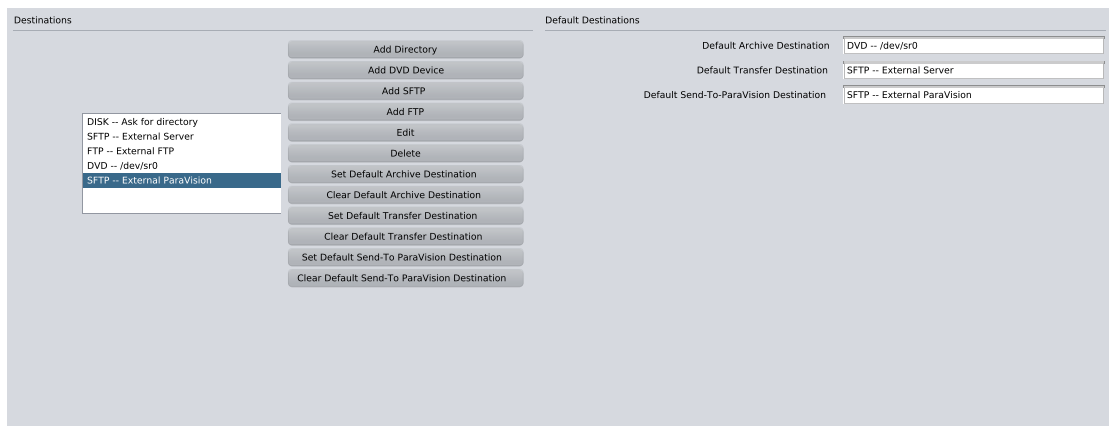 Destinations
Add Directory
Add DVD Device
Add SFTP
Add FTP
Edit
Delete
Set Default Archive Destination
Clear Default Archive Destination
Set Default Transfer Destination
Clear Default Transfer Destination
Set Default Send-To ParaVision Destination
Clear Default Send-To ParaVision Destination
DISK -- Ask for directory
SFTP -- External Server
FTP -- External FTP
DVD -- /dev/sr0
SFTP -- External ParaVision
Default Destinations
Default Archive Destination DVD -- /dev/sr0
Default Transfer Destination SFTP -- External Server
Default Send-To-ParaVision Destination SFTP -- External ParaVision